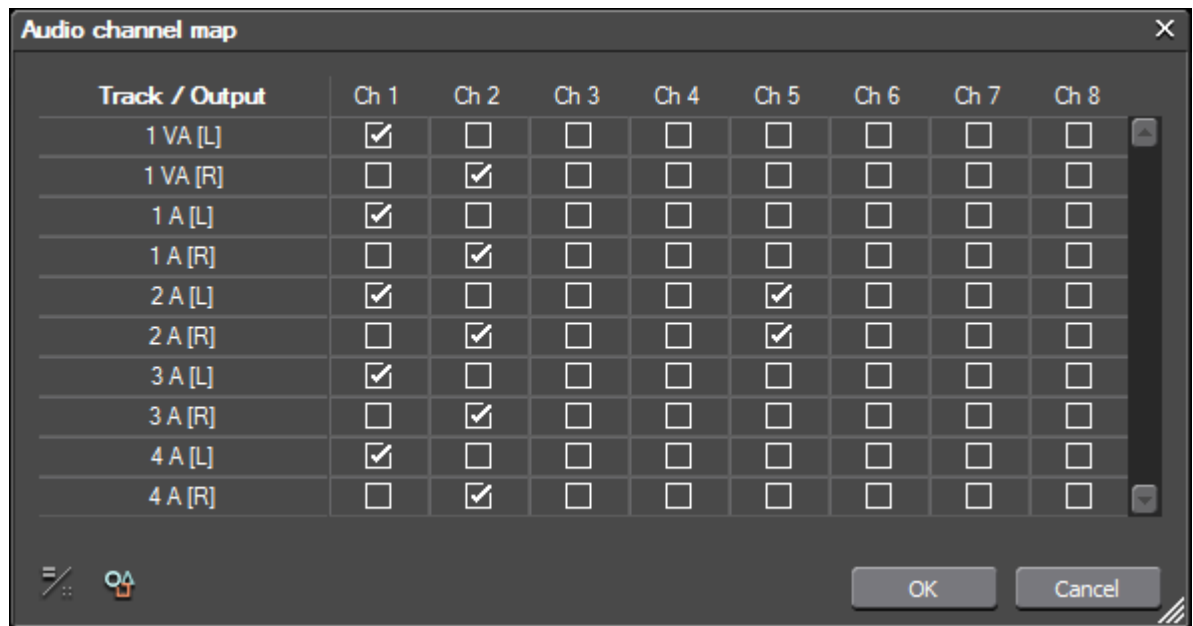 Audio channel map
Track / Output Ch 1 Ch 2 Ch 3 Ch 4 Ch 5 Ch 6 Ch 7 Ch 8
1 VA [L]
1 VA [R]
1 A [L]
1 A [R]
2 A [L]
2 A [R]
3 A [L]
3 A [R]
4 A [L]
4 A [R]
OK Cancel